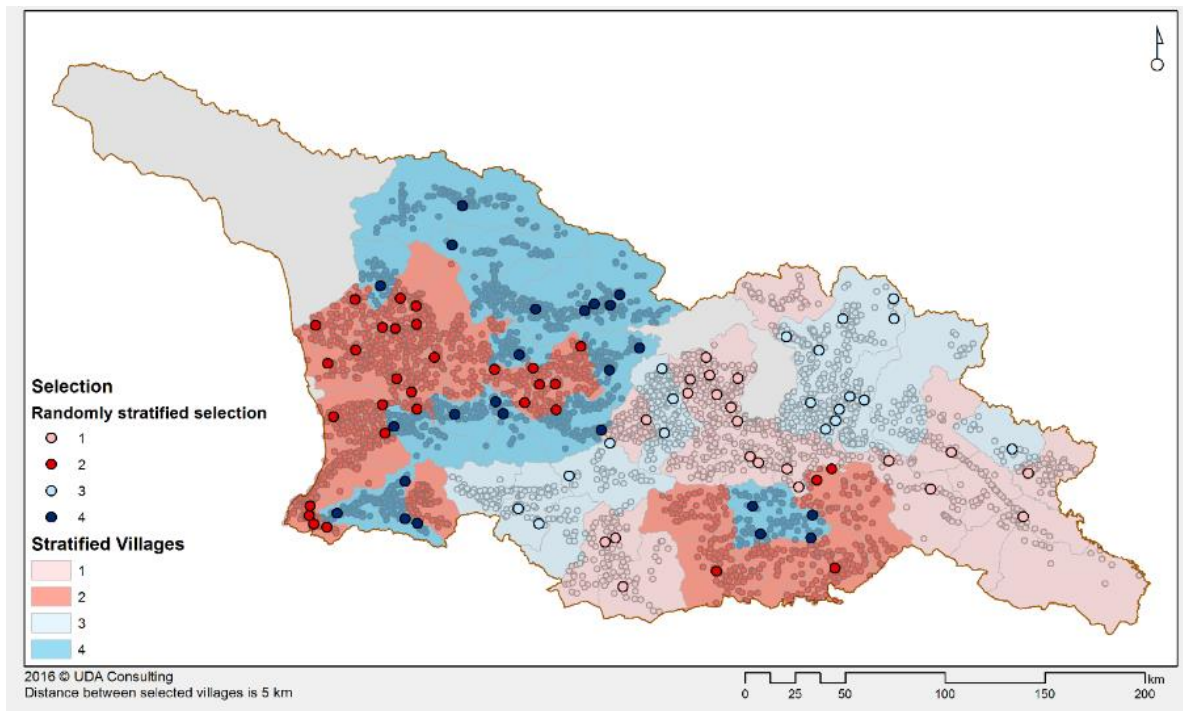 Selection
Randomly stratified selection
1
2
3
4
Stratified Villages
1
2
3
4
2016 © UDA Consulting
Distance between selected villages is 5 km
km
0 25 50 100 150 200